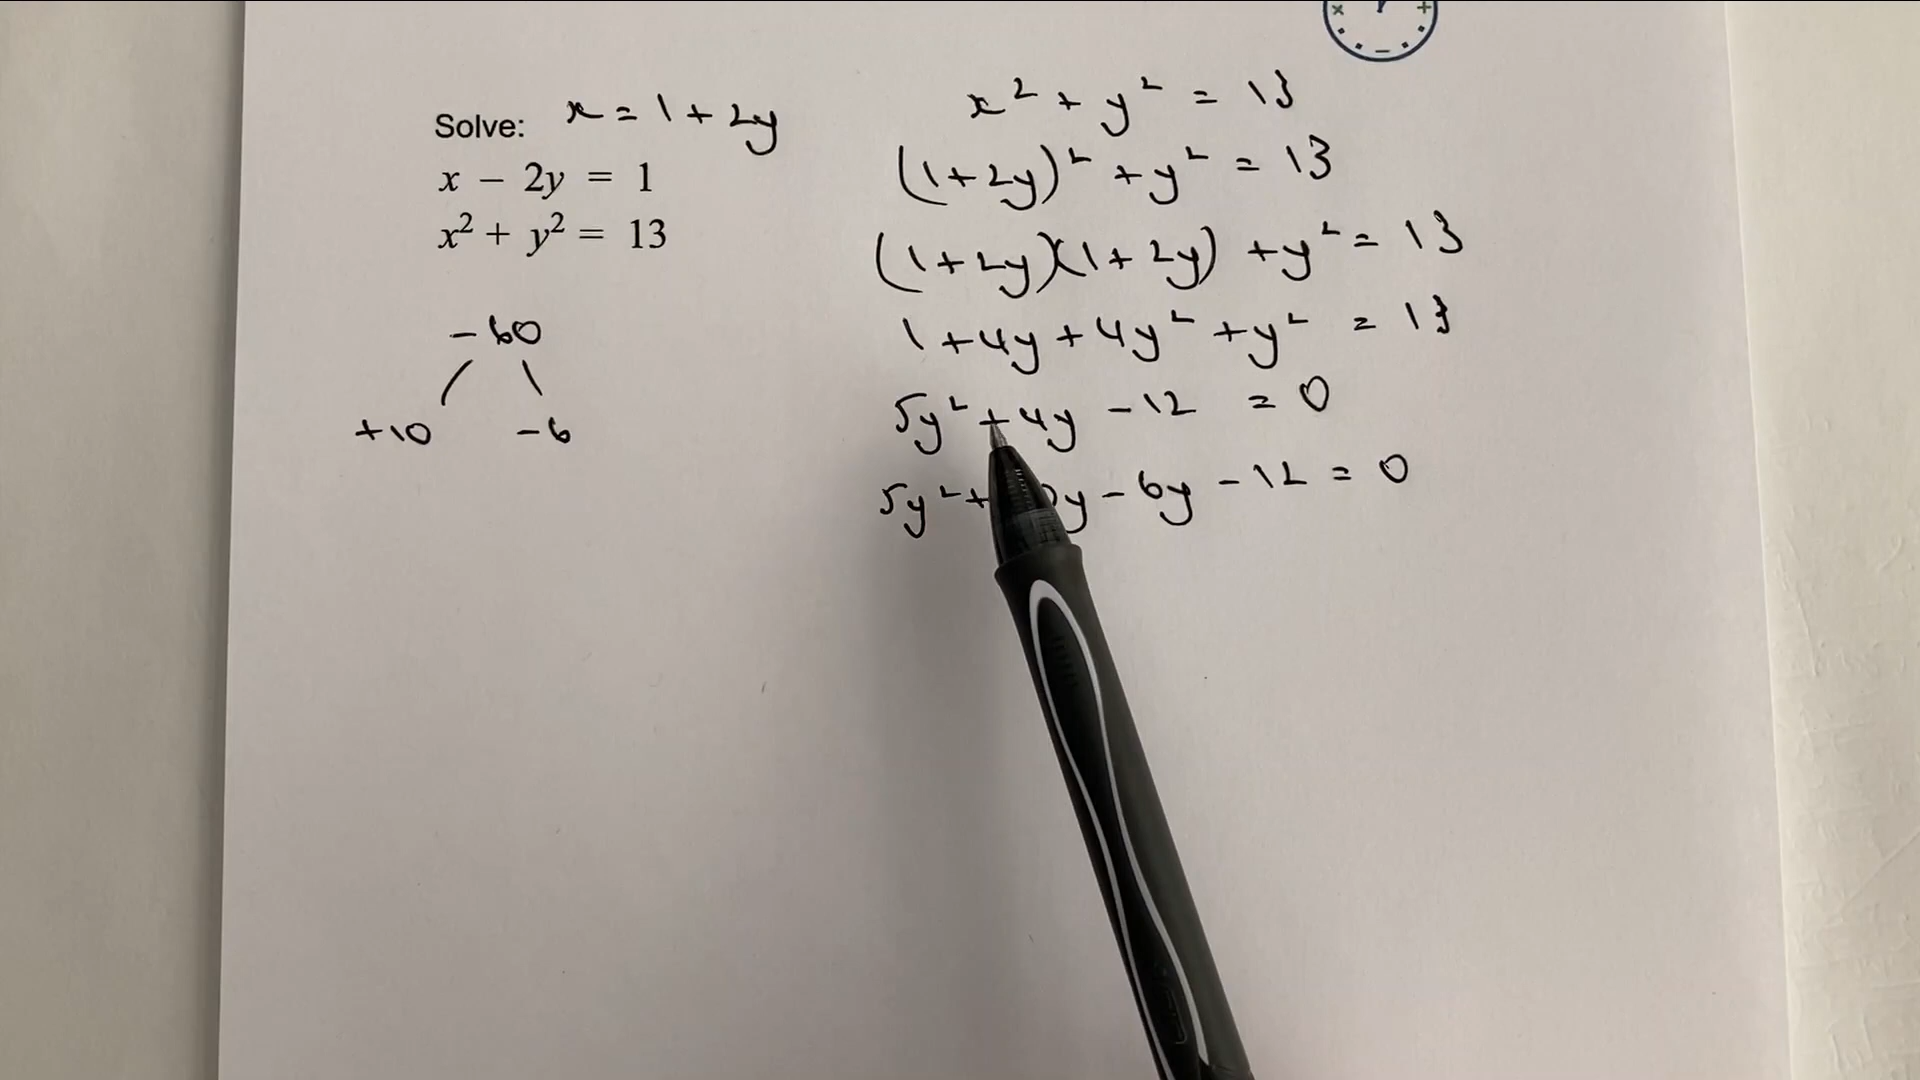 Solve: x = 1 + 2y
x − 2y = 1
x² + y² = 13
− 60
+10 −6
x² + y² = 13
(1+2y)² + y² = 13
(1+2y)(1+2y) + y² = 13
1 + 4y + 4y² + y² = 13
5y² + 4y − 12 = 0
5y² + y − 6y − 12 = 0